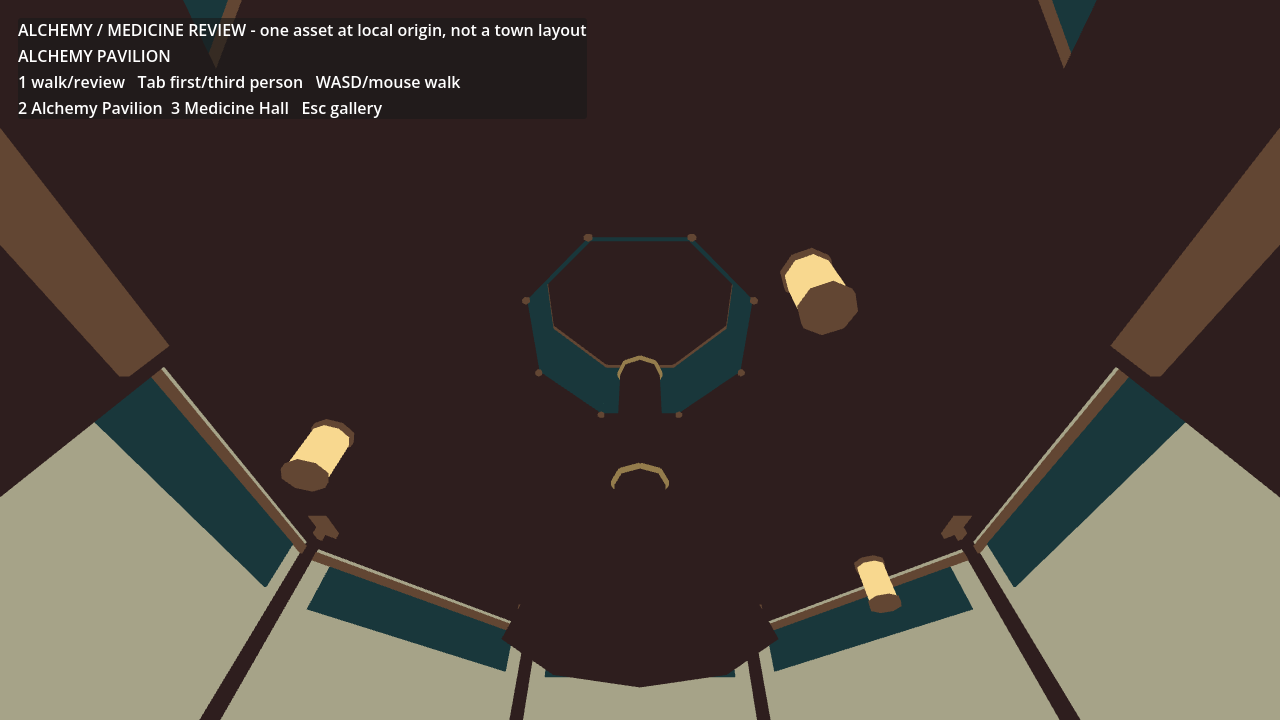 ALCHEMY / MEDICINE REVIEW - one asset at local origin, not a town layout
ALCHEMY PAVILION
1 walk/review   Tab first/third person   WASD/mouse walk
2 Alchemy Pavilion  3 Medicine Hall   Esc gallery